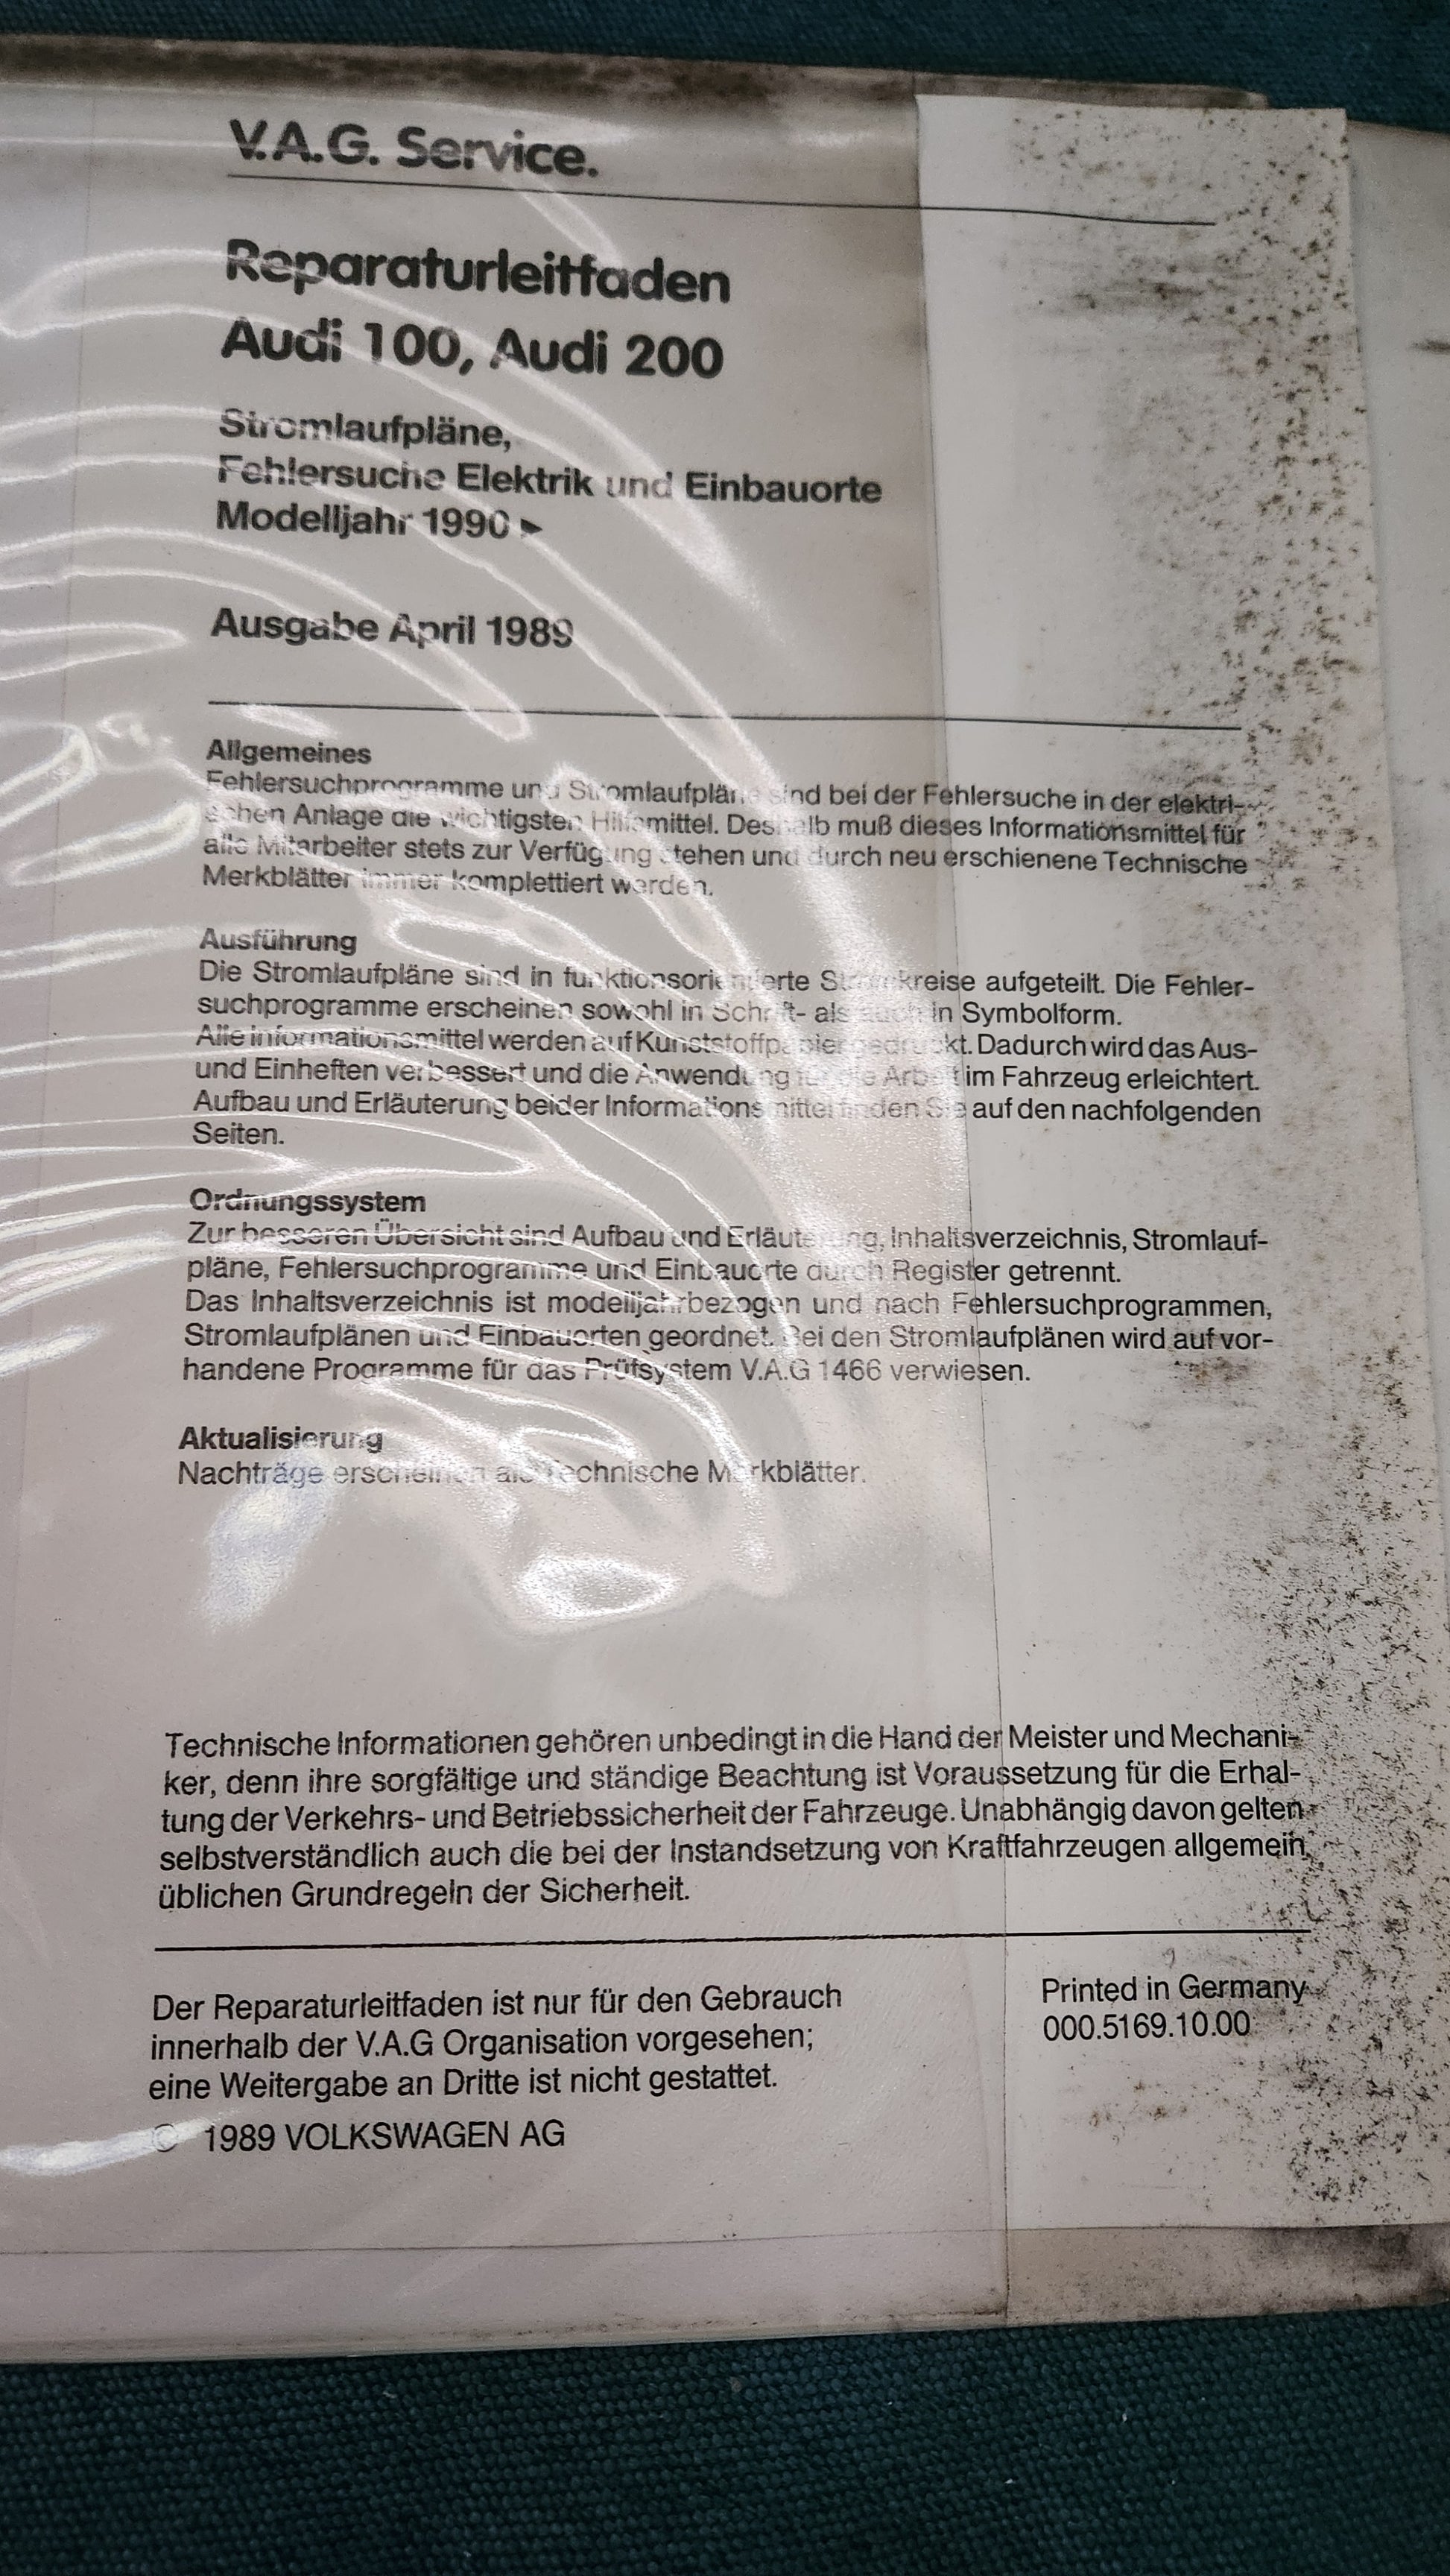 V.A.G. Service.
Reparaturleitfaden
Audi 100, Audi 200
Stromlaufpläne,
Fehlersuche Elektrik und Einbauorte
Modelljahr 1990 ►
Ausgabe April 1989
Allgemeines
Fehlersuchprogramme und Stromlaufpläne sind bei der Fehlersuche in der elektri-
schen Anlage die wichtigsten Hilfsmittel. Deshalb muß dieses Informationsmittel für
alle Mitarbeiter stets zur Verfügung stehen und durch neu erschienene Technische
Merkblätter immer komplettiert werden.
Ausführung
Die Stromlaufpläne sind in funktionsorientierte Stromkreise aufgeteilt. Die Fehler-
suchprogramme erscheinen sowohl in Schrift- als auch in Symbolform.
Alle Informationsmittel werden auf Kunststoffpapier gedruckt. Dadurch wird das Aus-
und Einheften verbessert und die Anwendung für die Arbeit im Fahrzeug erleichtert.
Aufbau und Erläuterung beider Informationsmittel finden Sie auf den nachfolgenden
Seiten.
Ordnungssystem
Zur besseren Übersicht sind Aufbau und Erläuterung, Inhaltsverzeichnis, Stromlauf-
pläne, Fehlersuchprogramme und Einbauorte durch Register getrennt.
Das Inhaltsverzeichnis ist modelljahrbezogen und nach Fehlersuchprogrammen,
Stromlaufplänen und Einbauorten geordnet. Bei den Stromlaufplänen wird auf vor-
handene Programme für das Prüfsystem V.A.G 1466 verwiesen.
Aktualisierung
Nachträge erscheinen als Technische Merkblätter.
Technische Informationen gehören unbedingt in die Hand der Meister und Mechani-
ker, denn ihre sorgfältige und ständige Beachtung ist Voraussetzung für die Erhal-
tung der Verkehrs- und Betriebssicherheit der Fahrzeuge. Unabhängig davon gelten
selbstverständlich auch die bei der Instandsetzung von Kraftfahrzeugen allgemein
üblichen Grundregeln der Sicherheit.
Der Reparaturleitfaden ist nur für den Gebrauch
innerhalb der V.A.G Organisation vorgesehen;
eine Weitergabe an Dritte ist nicht gestattet.
© 1989 VOLKSWAGEN AG
Printed in Germany
000.5169.10.00